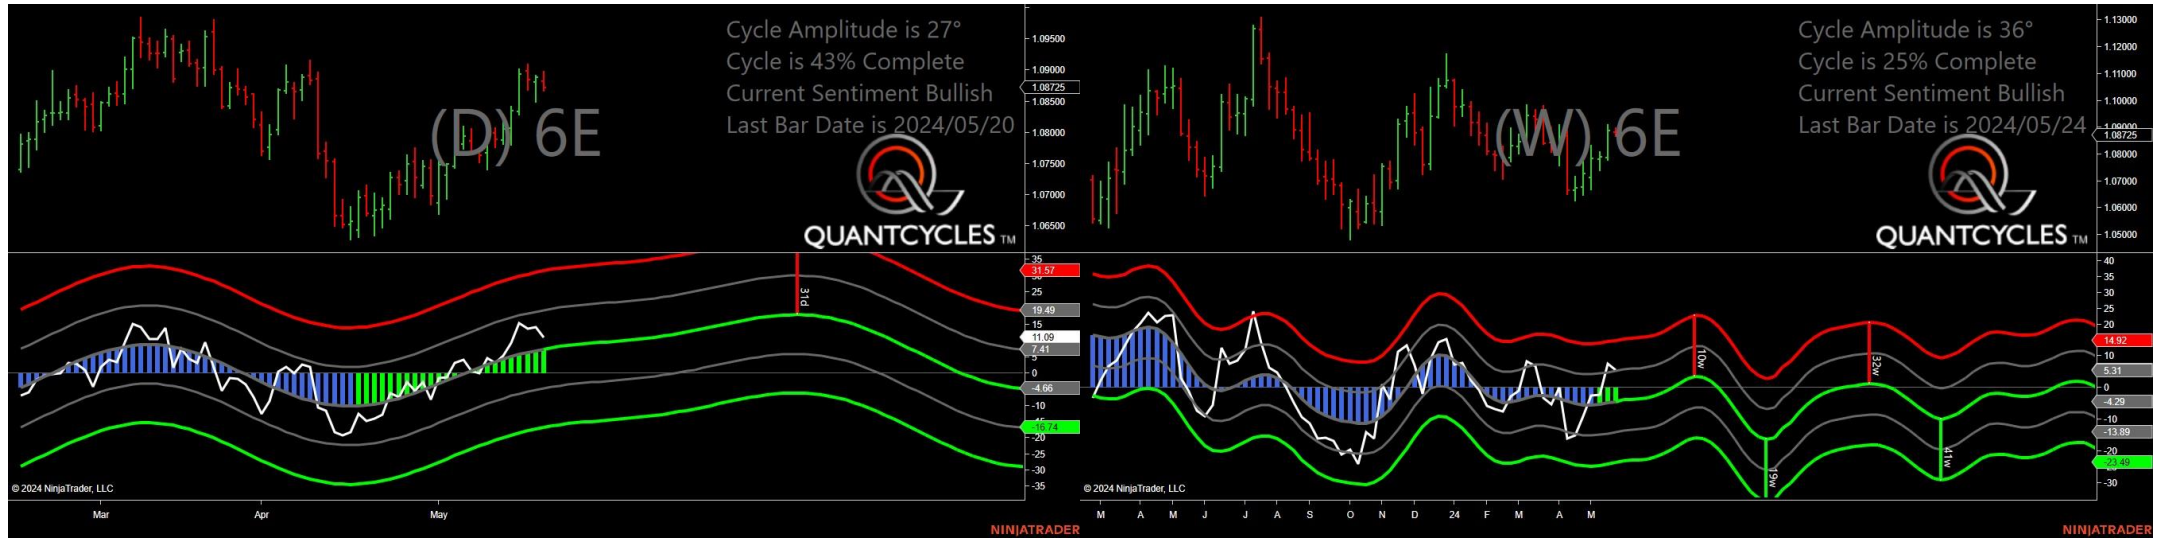 Cycle Amplitude is 27°
Cycle is 43% Complete
Current Sentiment Bullish
Last Bar Date is 2024/05/20
(D) 6E
QUANTCYCLES TM
1.09500
1.09000
1.08725
1.08500
1.08000
1.07500
1.07000
1.06500
35
31.57
25
19.49
15
11.09
7.41
5
0
-4.66
-10
-16.74
-20
-25
-30
-35
31d
© 2024 NinjaTrader, LLC
Mar
Apr
May
NINJATRADER
Cycle Amplitude is 36°
Cycle is 25% Complete
Current Sentiment Bullish
Last Bar Date is 2024/05/24
(W) 6E
QUANTCYCLES TM
1.13000
1.12000
1.11000
1.10000
1.09000
1.08725
1.08000
1.07000
1.06000
1.05000
40
35
30
25
20
14.92
10
5.31
0
-4.29
-10
-13.89
-20
-23.49
-30
10w
19w
32w
41w
© 2024 NinjaTrader, LLC
M A M J J A S O N D 24 F M A M
NINJATRADER